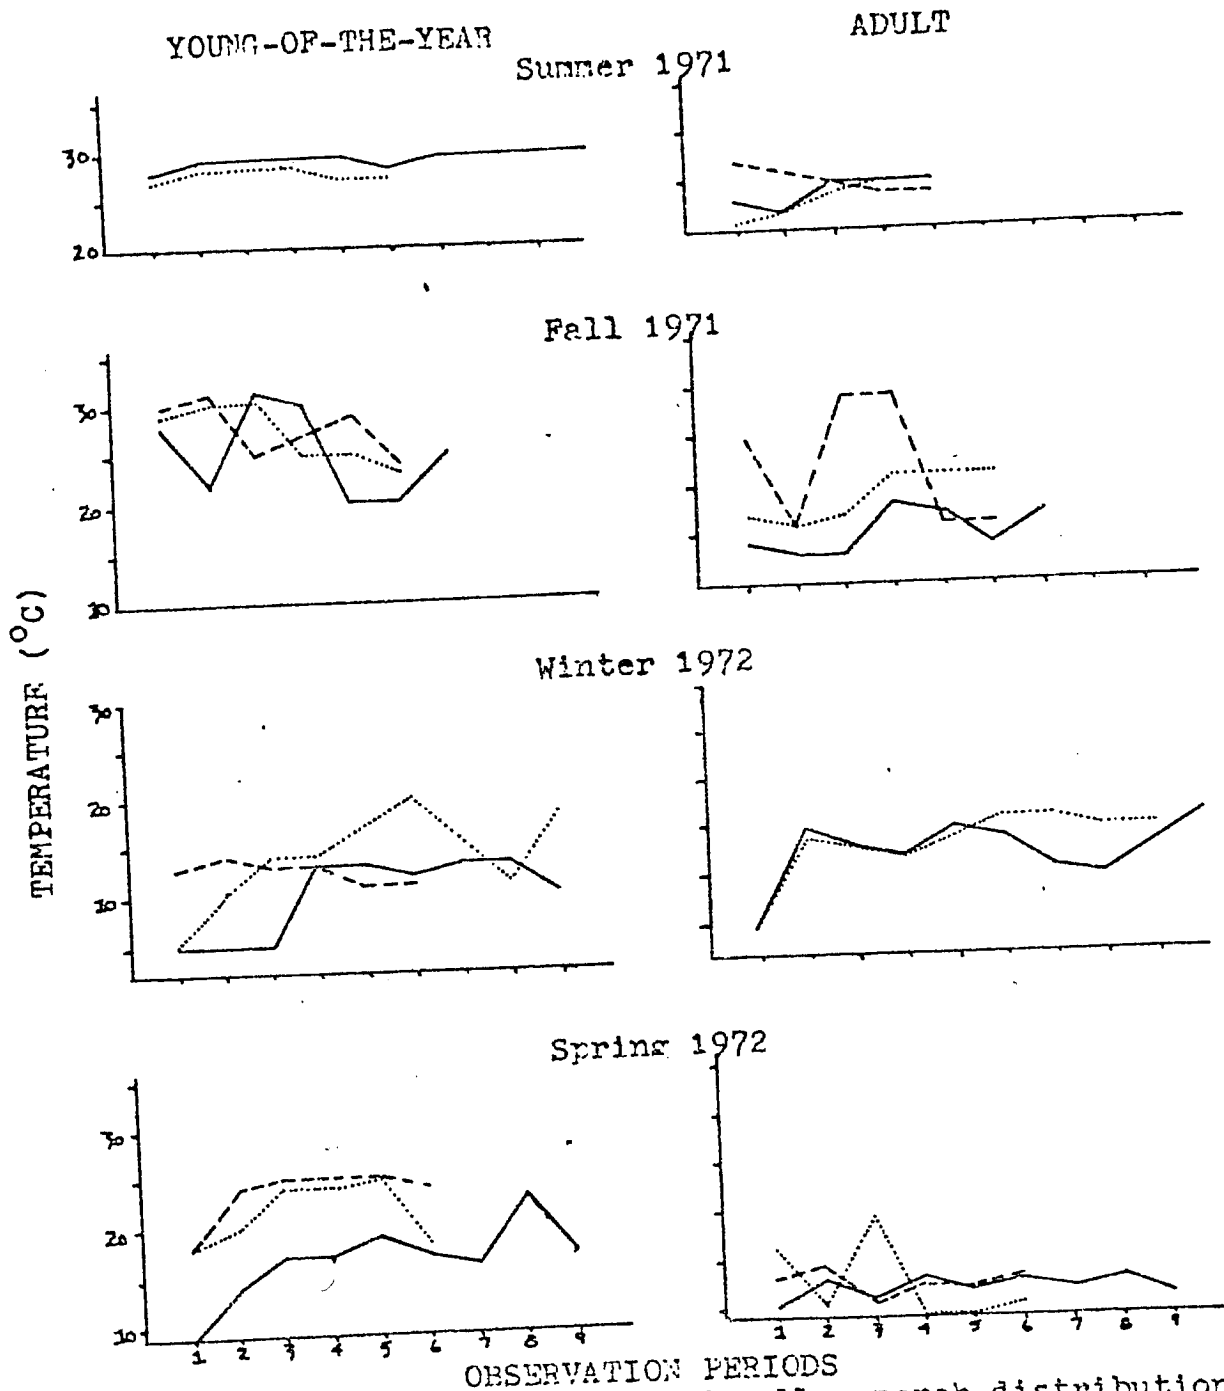 YOUNG-OF-THE-YEAR
ADULT
Summer 1971
30
20
Fall 1971
30
20
10
TEMPERATURE (°C)
Winter 1972
30
20
10
Spring 1972
30
20
10
1 2 3 4 5 6 7 8 9
1 2 3 4 5 6 7 8 9
OBSERVATION PERIODS
perch distribution